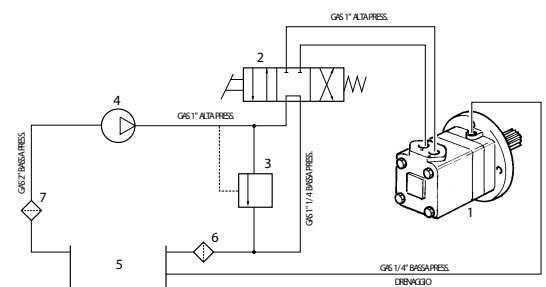 GAS 1" ALTA PRESS.
2
4
GAS 1" ALTA PRESS.
GAS 2" BASSA PRESS.
3
GAS 1" 1/4 BASSA PRESS.
7
1
6
5
GAS 1/4" BASSA PRESS.
DRENAGGIO